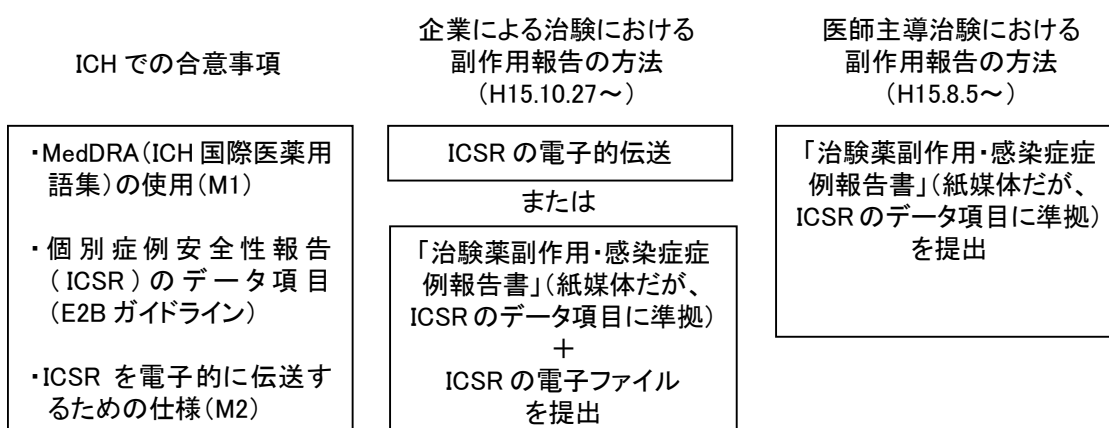 ICH での合意事項
・MedDRA(ICH 国際医薬用
語集)の使用(M1)
・個別症例安全性報告
(ICSR)のデータ項目
(E2B ガイドライン)
・ICSR を電子的に伝送す
るための仕様(M2)
企業による治験における
副作用報告の方法
(H15.10.27~)
ICSR の電子的伝送
または
「治験薬副作用・感染症症
例報告書」(紙媒体だが、
ICSR のデータ項目に準拠)
+
ICSR の電子ファイル
を提出
医師主導治験における
副作用報告の方法
(H15.8.5~)
「治験薬副作用・感染症症
例報告書」(紙媒体だが、
ICSR のデータ項目に準拠)
を提出